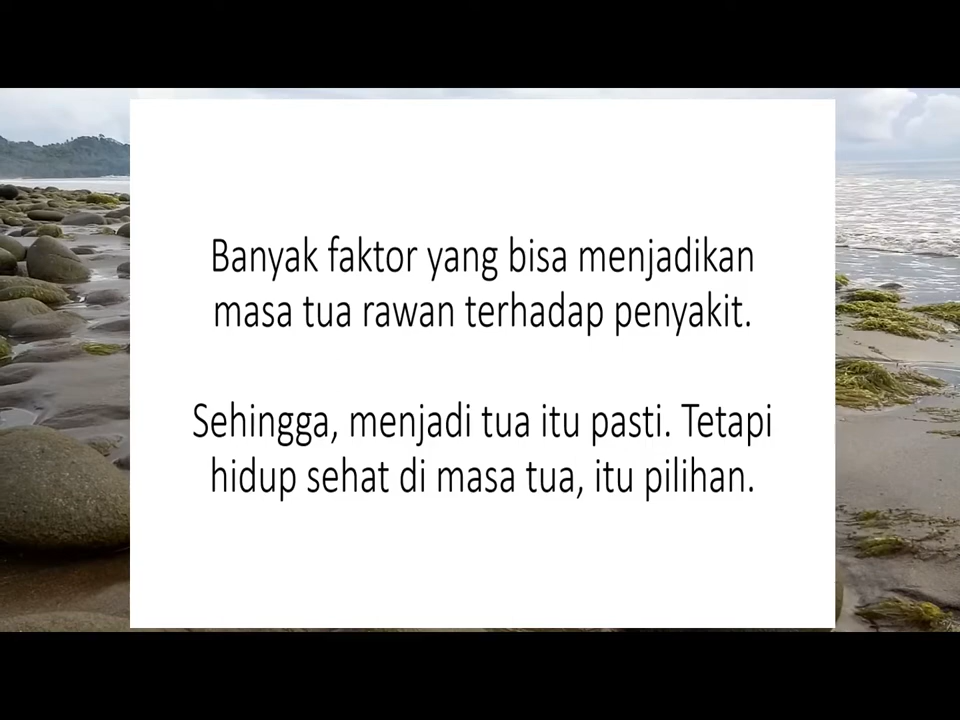 Banyak faktor yang bisa menjadikan
masa tua rawan terhadap penyakit.
Sehingga, menjadi tua itu pasti. Tetapi
hidup sehat di masa tua, itu pilihan.